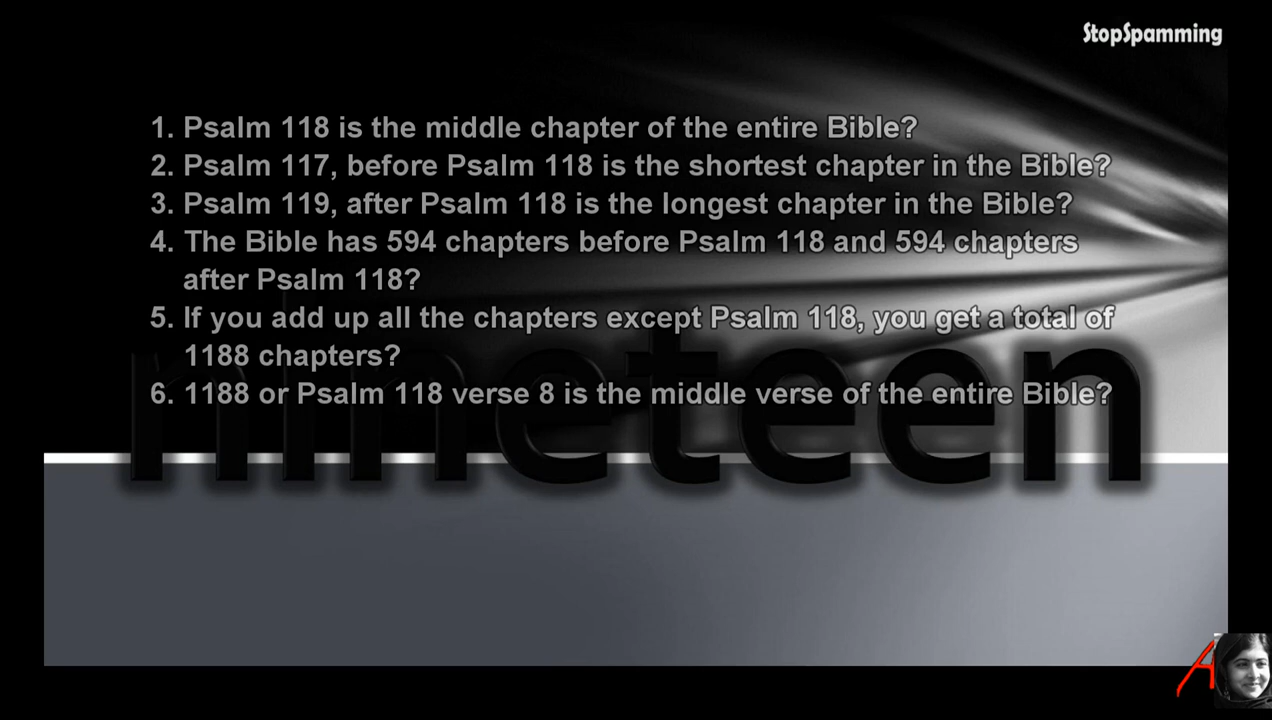 StopSpamming
1. Psalm 118 is the middle chapter of the entire Bible?
2. Psalm 117, before Psalm 118 is the shortest chapter in the Bible?
3. Psalm 119, after Psalm 118 is the longest chapter in the Bible?
4. The Bible has 594 chapters before Psalm 118 and 594 chapters
after Psalm 118?
5. If you add up all the chapters except Psalm 118, you get a total of
1188 chapters?
6. 1188 or Psalm 118 verse 8 is the middle verse of the entire Bible?
nineteen
A